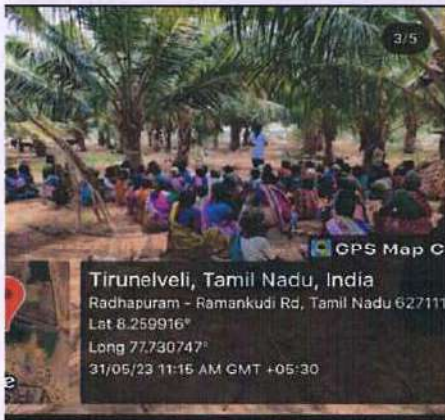 3/5
GPS Map C
Tirunelveli, Tamil Nadu, India
Radhapuram - Ramankudi Rd, Tamil Nadu 627111
Lat 8.259916°
Long 77.730747°
31/05/23 11:15 AM GMT +05:30
e